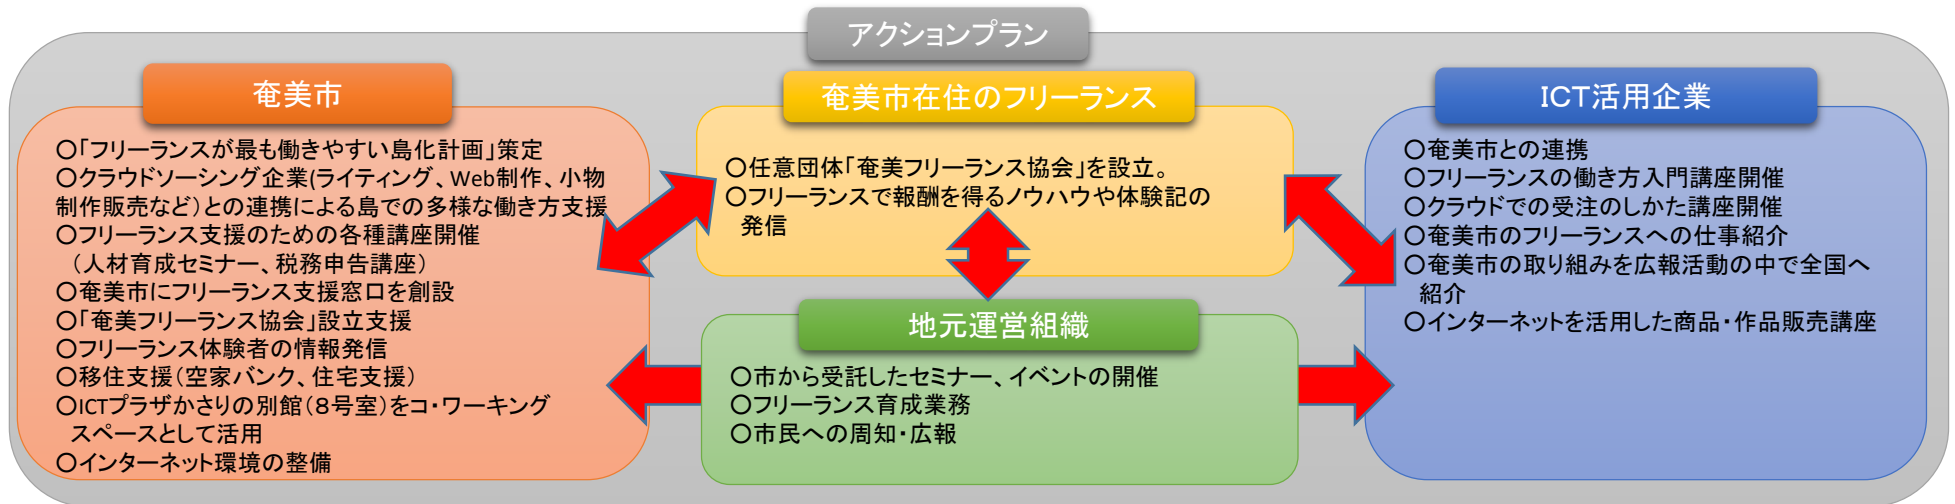 アクションプラン
奄美市
○「フリーランスが最も働きやすい島化計画」策定
○クラウドソーシング企業(ライティング、Web制作、小物
制作販売など)との連携による島での多様な働き方支援
○フリーランス支援のための各種講座開催
（人材育成セミナー、税務申告講座）
○奄美市にフリーランス支援窓口を創設
○「奄美フリーランス協会」設立支援
○フリーランス体験者の情報発信
○移住支援（空家バンク、住宅支援）
○ICTプラザかさりの別館（８号室）をコ・ワーキング
スペースとして活用
○インターネット環境の整備
奄美市在住のフリーランス
○任意団体「奄美フリーランス協会」を設立。
○フリーランスで報酬を得るノウハウや体験記の
発信
地元運営組織
○市から受託したセミナー、イベントの開催
○フリーランス育成業務
○市民への周知・広報
ICT活用企業
○奄美市との連携
○フリーランスの働き方入門講座開催
○クラウドでの受注のしかた講座開催
○奄美市のフリーランスへの仕事紹介
○奄美市の取り組みを広報活動の中で全国へ
紹介
○インターネットを活用した商品・作品販売講座